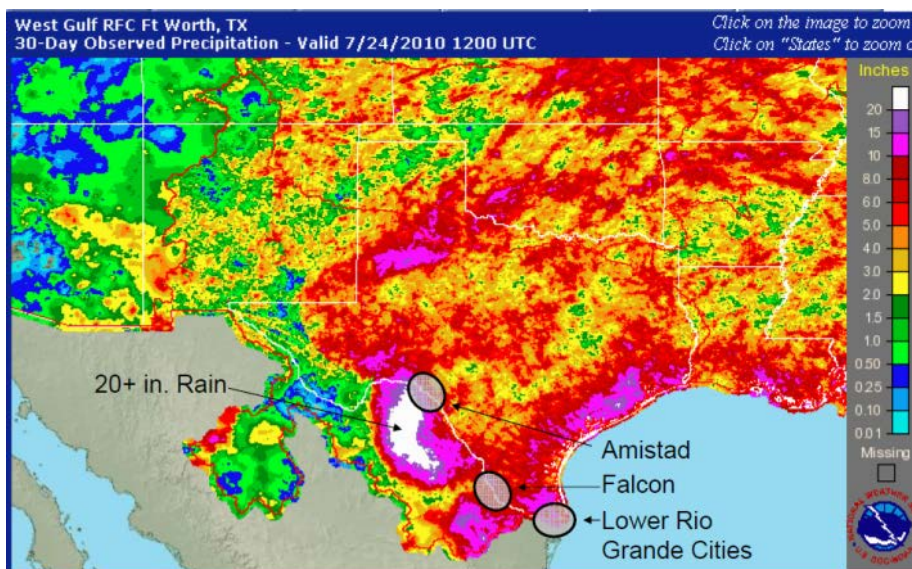 West Gulf RFC Ft Worth, TX
30-Day Observed Precipitation - Valid 7/24/2010 1200 UTC
Click on the image to zoom
Click on "States" to zoom
Inches
20
15
10
8.0
6.0
5.0
4.0
3.0
2.0
1.5
1.0
0.50
0.25
0.10
0.01
Missing
20+ in. Rain
Amistad
Falcon
Lower Rio
Grande Cities